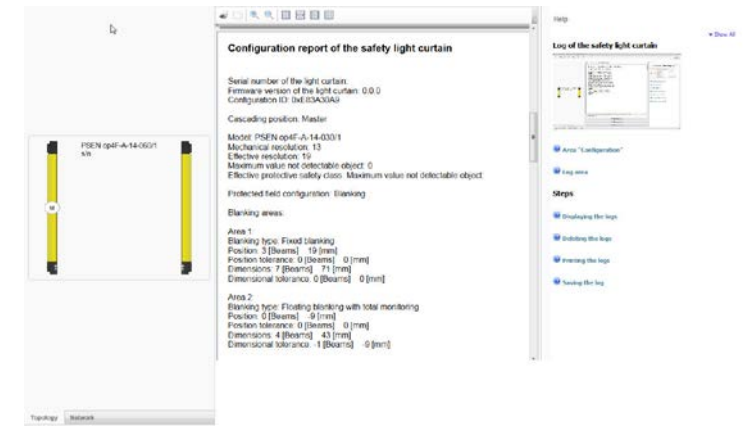 PSEN op4F-A-14-060/1
s/n
M
Topology
Network
Configuration report of the safety light curtain
Serial number of the light curtain:
Firmware version of the light curtain: 0.0.0
Configuration ID: 0xE83A30A9
Cascading position: Master
Model: PSEN op4F-A-14-030/1
Mechanical resolution: 13
Effective resolution: 19
Maximum value not detectable object: 0
Effective protective safety class: Maximum value not detectable object
Protected field configuration: Blanking
Blanking areas:
Area 1:
Blanking type: Fixed blanking
Position: 3 [Beams] 19 [mm]
Position tolerance: 0 [Beams] 0 [mm]
Dimensions: 7 [Beams] 71 [mm]
Dimensional tolerance: 0 [Beams] 0 [mm]
Area 2:
Blanking type: Floating blanking with total monitoring
Position: 0 [Beams] -9 [mm]
Position tolerance: 0 [Beams] 0 [mm]
Dimensions: 4 [Beams] 43 [mm]
Dimensional tolerance: -1 [Beams] -9 [mm]
Help
Show All
Log of the safety light curtain
Area "Configuration"
Log area
Steps
Displaying the logs
Deleting the logs
Printing the logs
Saving the log